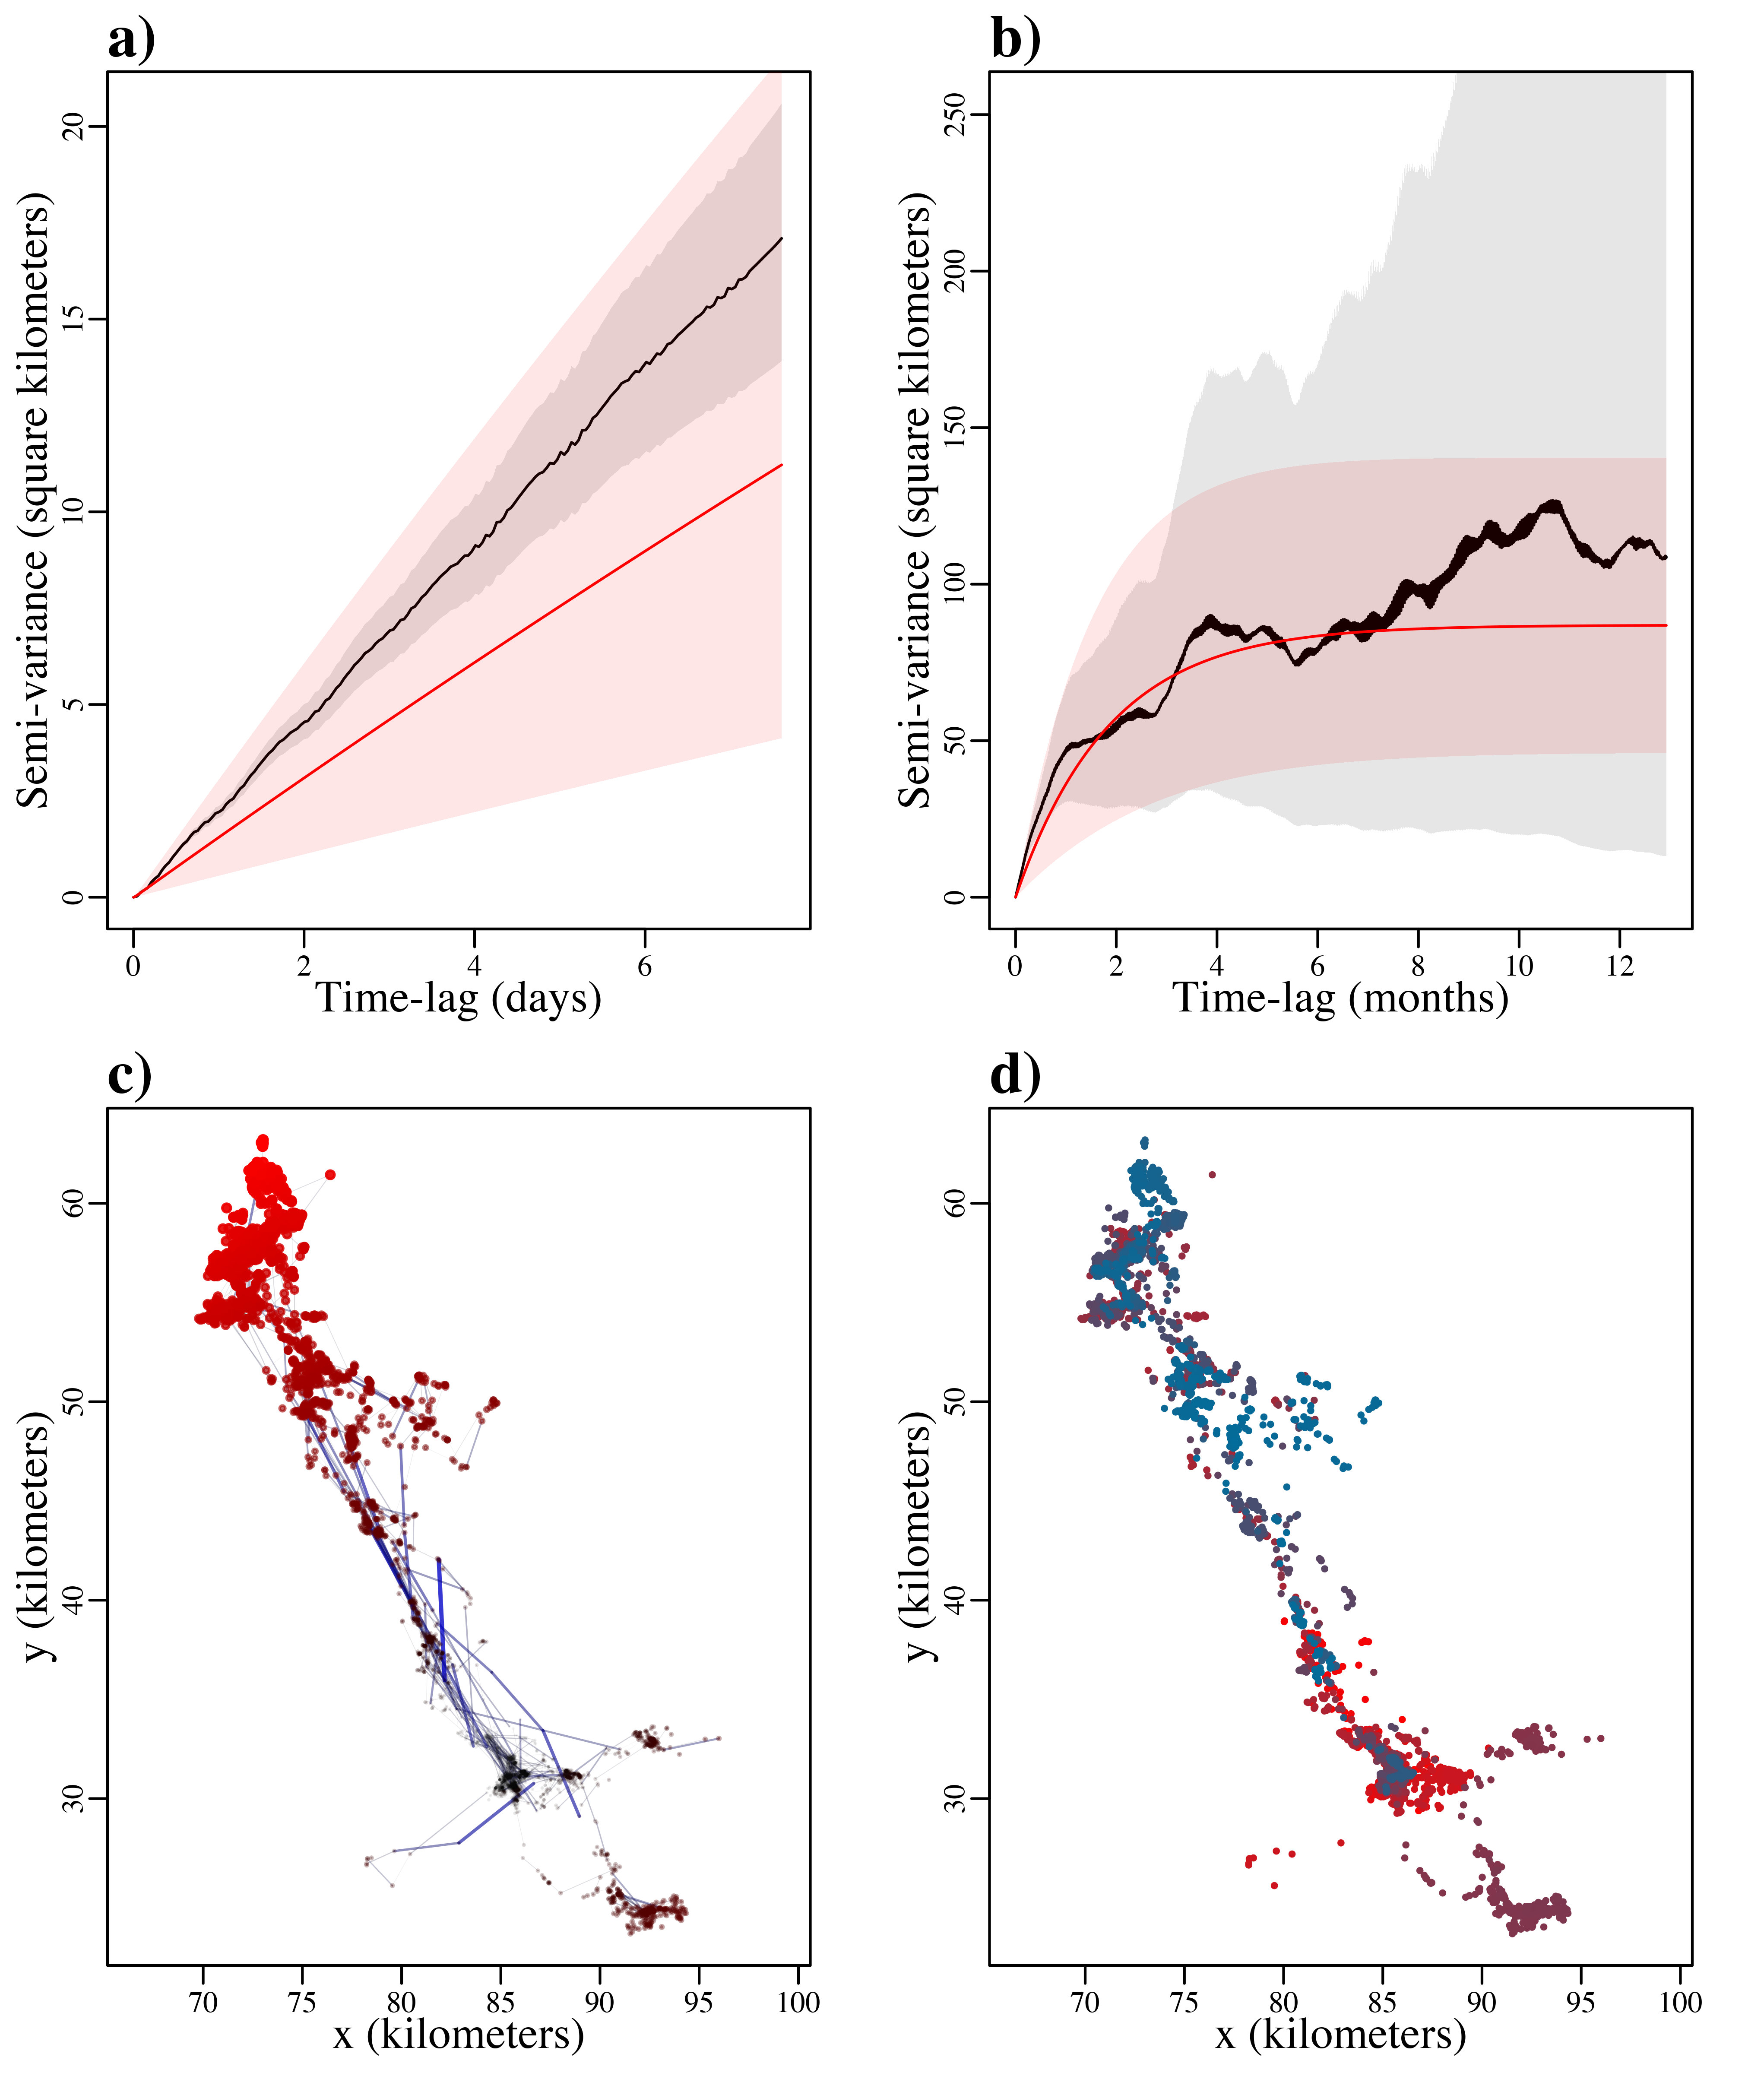 a)
Semi-variance (square kilometers)
0 5 10 15 20
0 2 4 6
Time-lag (days)
b)
Semi-variance (square kilometers)
0 50 100 150 200 250
0 2 4 6 8 10 12
Time-lag (months)
c)
y (kilometers)
30 40 50 60
70 75 80 85 90 95 100
x (kilometers)
d)
y (kilometers)
30 40 50 60
70 75 80 85 90 95 100
x (kilometers)